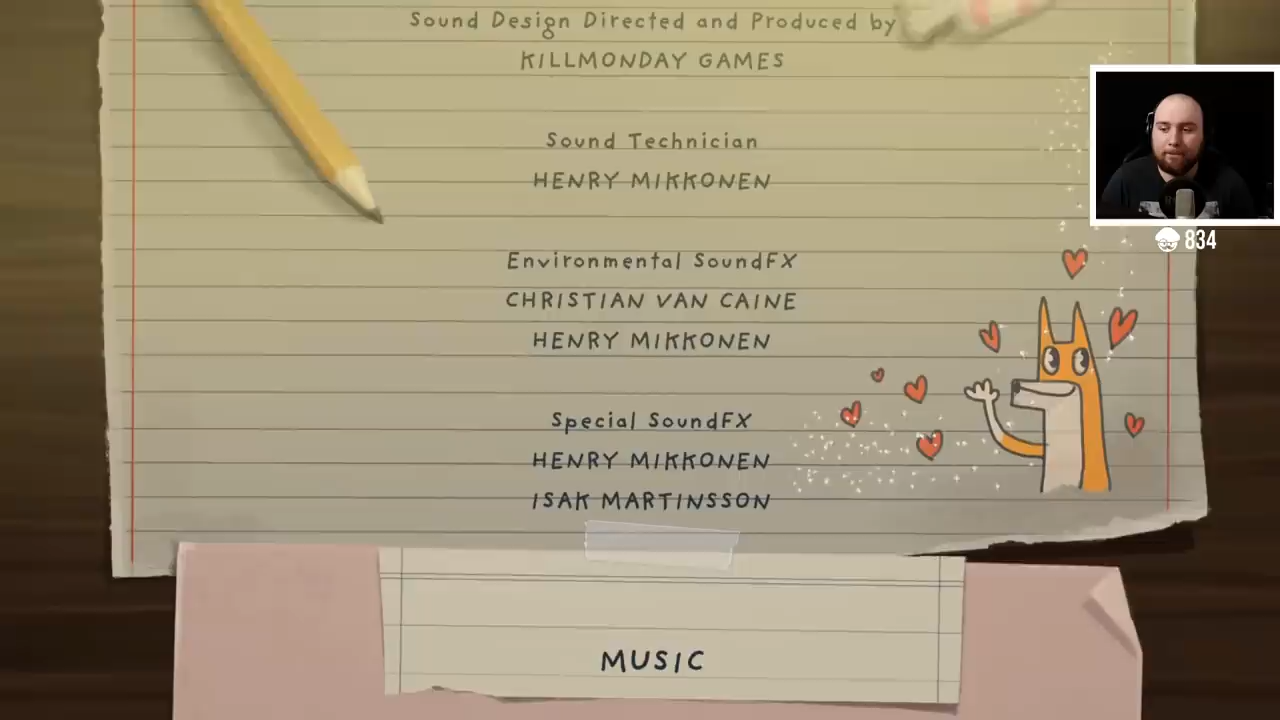 Sound Design Directed and Produced by
KILLMONDAY GAMES
Sound Technician
HENRY MIKKONEN
834
Environmental SoundFX
CHRISTIAN VAN CAINE
HENRY MIKKONEN
Special SoundFX
HENRY MIKKONEN
ISAK MARTINSSON
MUSIC